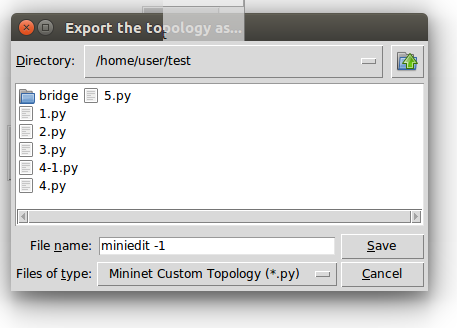 Export the topology as...
Directory: /home/user/test
bridge 5.py
1.py
2.py
3.py
4-1.py
4.py
File name: miniedit -1 Save
Files of type: Mininet Custom Topology (*.py) Cancel